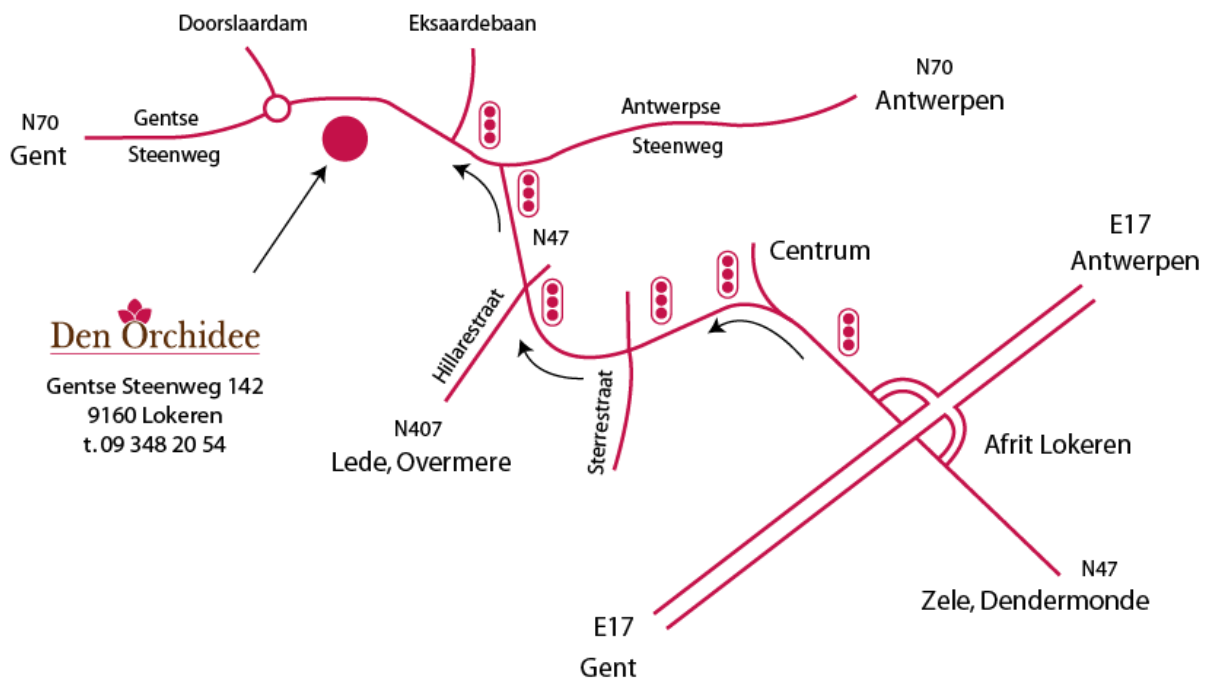 Doorslaardam
Eksaardebaan
N70
Antwerpen
N70
Gent
Gentse
Steenweg
Antwerpse
Steenweg
N47
Centrum
E17
Antwerpen
Den Orchidee
Gentse Steenweg 142
9160 Lokeren
t. 09 348 20 54
Hillarestraat
N407
Lede, Overmere
Sterrestraat
Afrit Lokeren
N47
Zele, Dendermonde
E17
Gent